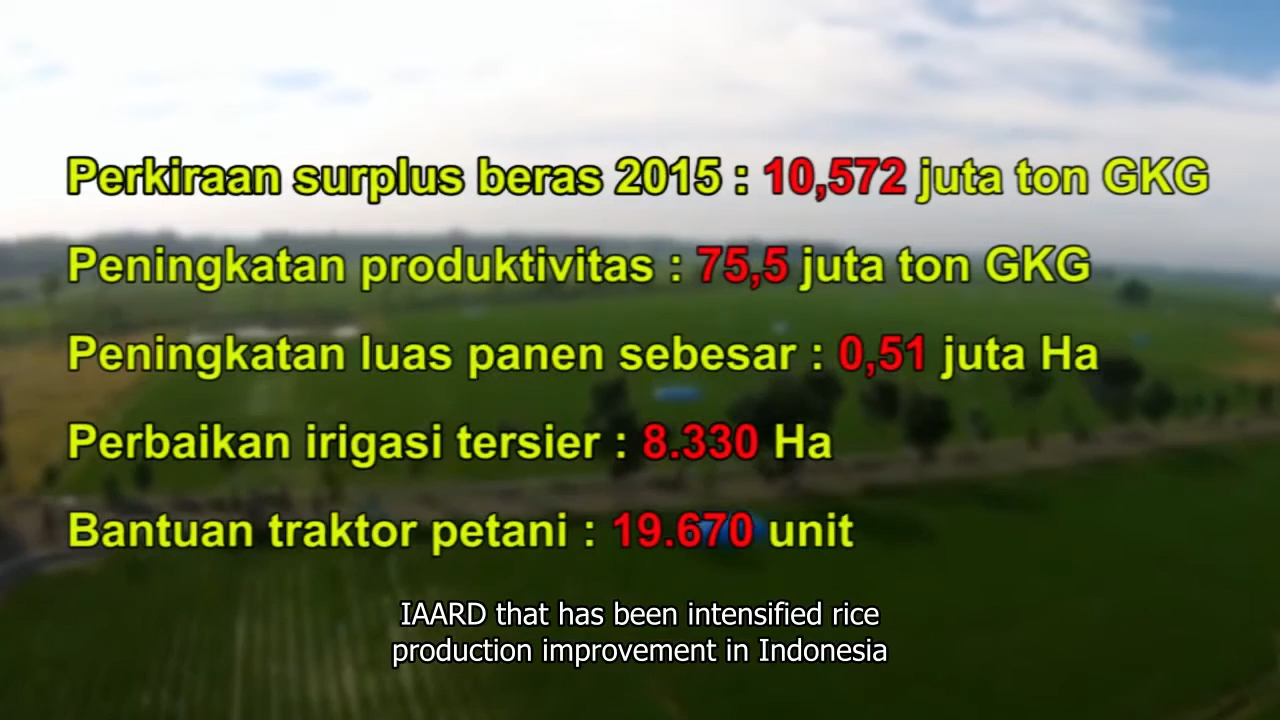 Perkiraan surplus beras 2015 : 10,572 juta ton GKG
Peningkatan produktivitas : 75,5 juta ton GKG
Peningkatan luas panen sebesar : 0,51 juta Ha
Perbaikan irigasi tersier : 8.330 Ha
Bantuan traktor petani : 19.670 unit
IAARD that has been intensified rice
production improvement in Indonesia